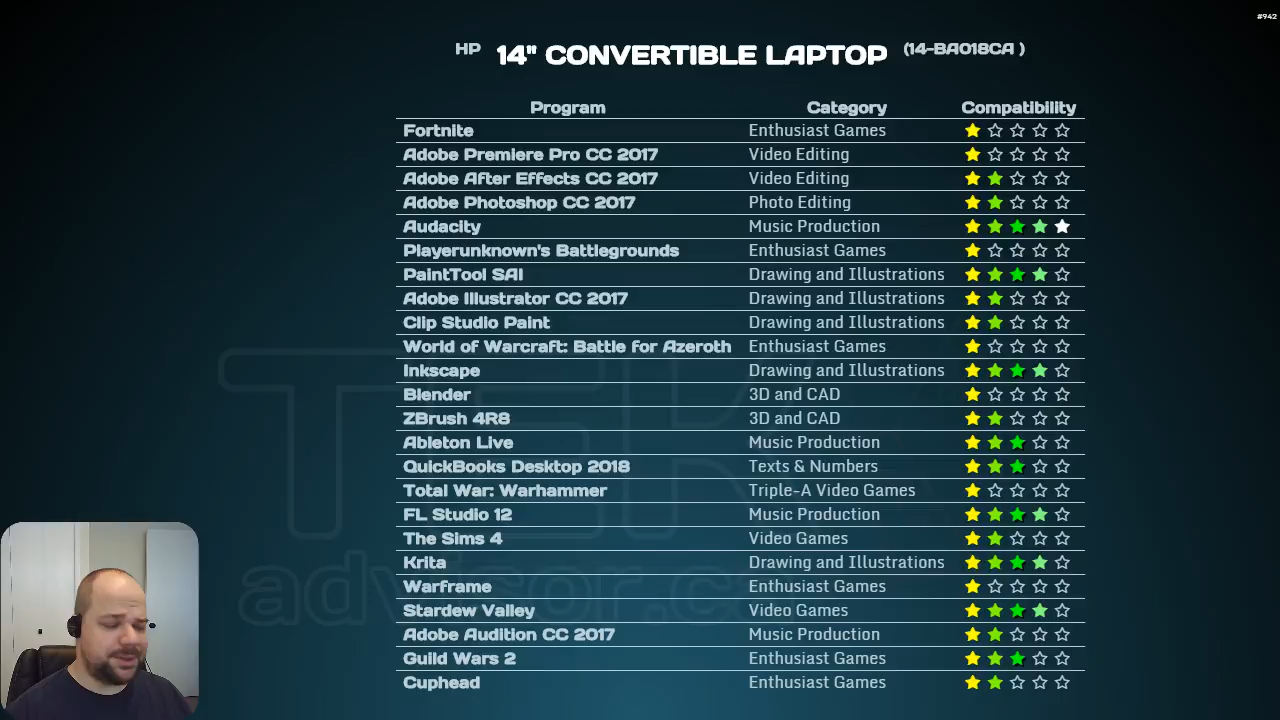 #942
HP 14" CONVERTIBLE LAPTOP (14-BA018CA )
Program Category Compatibility
Fortnite Enthusiast Games
Adobe Premiere Pro CC 2017 Video Editing
Adobe After Effects CC 2017 Video Editing
Adobe Photoshop CC 2017 Photo Editing
Audacity Music Production
Playerunknown's Battlegrounds Enthusiast Games
PaintTool SAI Drawing and Illustrations
Adobe Illustrator CC 2017 Drawing and Illustrations
Clip Studio Paint Drawing and Illustrations
World of Warcraft: Battle for Azeroth Enthusiast Games
Inkscape Drawing and Illustrations
Blender 3D and CAD
ZBrush 4R8 3D and CAD
Ableton Live Music Production
QuickBooks Desktop 2018 Texts & Numbers
Total War: Warhammer Triple-A Video Games
FL Studio 12 Music Production
The Sims 4 Video Games
Krita Drawing and Illustrations
Warframe Enthusiast Games
Stardew Valley Video Games
Adobe Audition CC 2017 Music Production
Guild Wars 2 Enthusiast Games
Cuphead Enthusiast Games